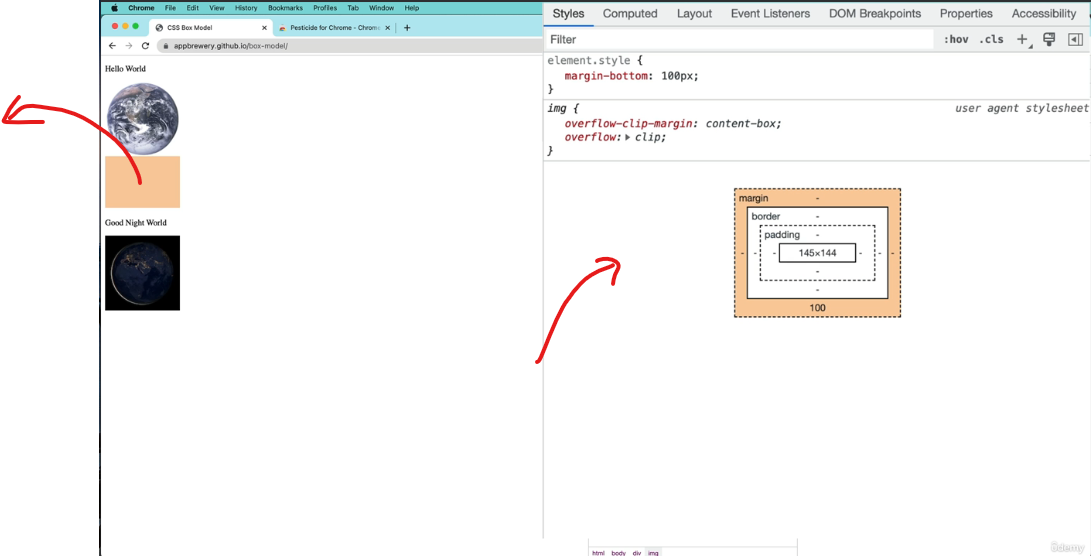 Chrome File Edit View History Bookmarks Profiles Tab Window Help
CSS Box Model
Pesticide for Chrome - Chrom
appbrewery.github.io/box-model/
Hello World
Good Night World
Styles Computed Layout Event Listeners DOM Breakpoints Properties Accessibility
Filter :hov .cls +
element.style {
margin-bottom: 100px;
}
img { user agent stylesheet
overflow-clip-margin: content-box;
overflow: clip;
}
margin -
border -
padding -
- - - 145×144 - - -
-
-
100
html body div img
ûdemy